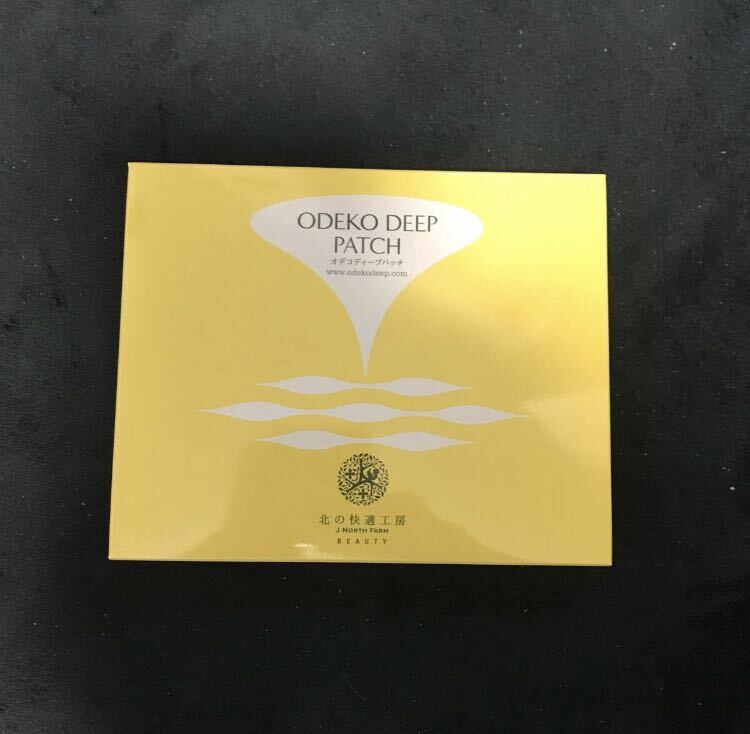 ODEKO DEEP
PATCH
オデコディープパッチ
www.odekodeep.com
北の快適工房
J NORTH FARM
BEAUTY